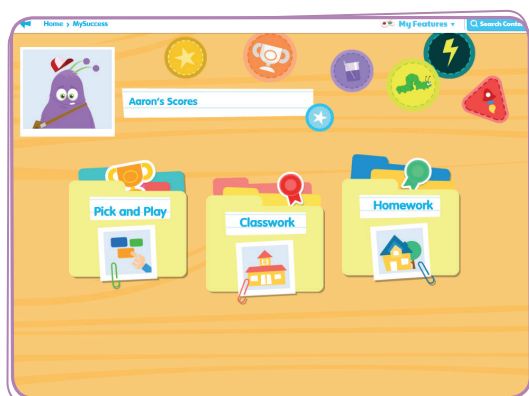 Home › MySuccess
My Features ▾
Search Conte
Aaron's Scores
Pick and Play
Classwork
Homework